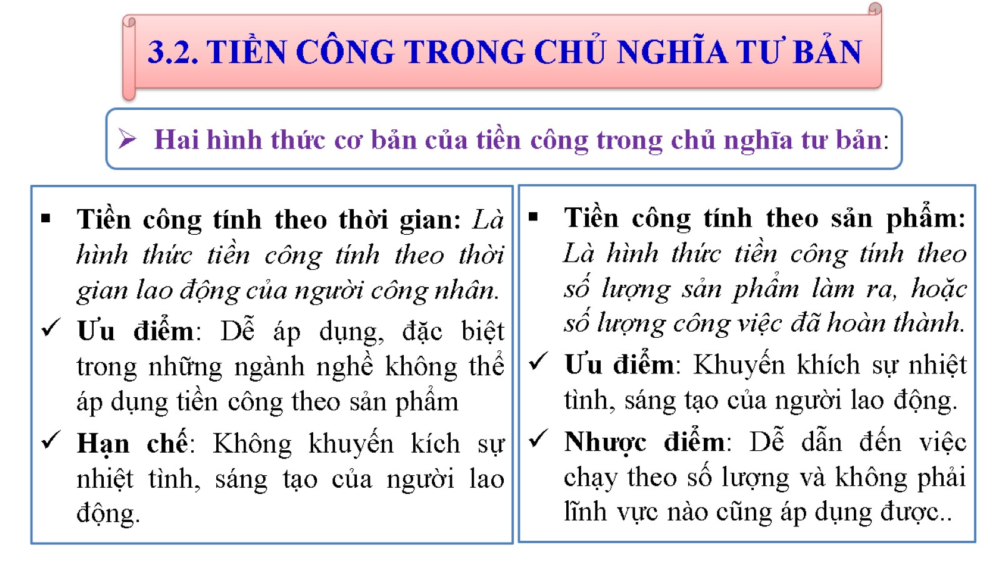 3.2. TIỀN CÔNG TRONG CHỦ NGHĨA TƯ BẢN
➢ Hai hình thức cơ bản của tiền công trong chủ nghĩa tư bản:
▪ Tiền công tính theo thời gian: Là
hình thức tiền công tính theo thời
gian lao động của người công nhân.
✓ Ưu điểm: Dễ áp dụng, đặc biệt
trong những ngành nghề không thể
áp dụng tiền công theo sản phẩm
✓ Hạn chế: Không khuyến kích sự
nhiệt tình, sáng tạo của người lao
động.
▪ Tiền công tính theo sản phẩm:
Là hình thức tiền công tính theo
số lượng sản phẩm làm ra, hoặc
số lượng công việc đã hoàn thành.
✓ Ưu điểm: Khuyến khích sự nhiệt
tình, sáng tạo của người lao động.
✓ Nhược điểm: Dễ dẫn đến việc
chạy theo số lượng và không phải
lĩnh vực nào cũng áp dụng được..